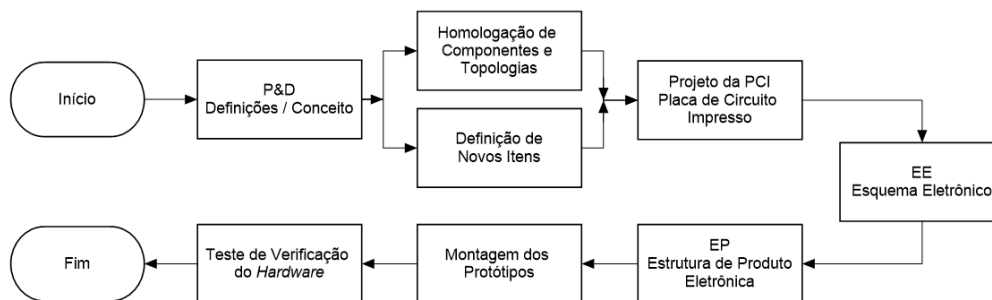 Início
P&D
Definições / Conceito
Homologação de
Componentes e
Topologias
Definição de
Novos Itens
Projeto da PCI
Placa de Circuito
Impresso
EE
Esquema Eletrônico
EP
Estrutura de Produto
Eletrônica
Montagem dos
Protótipos
Teste de Verificação
do Hardware
Fim